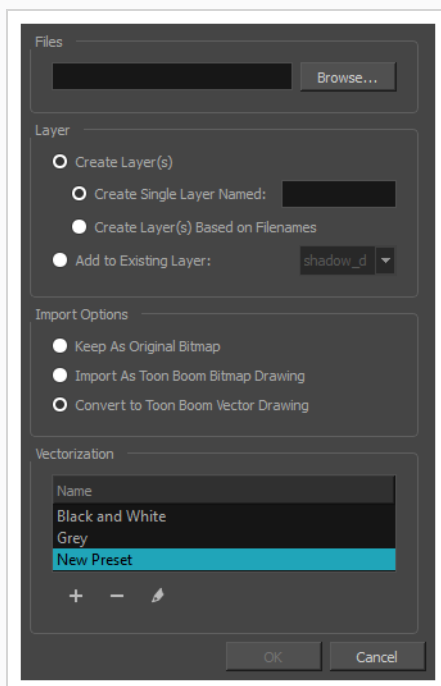 Files
Browse...
Layer
Create Layer(s)
Create Single Layer Named:
Create Layer(s) Based on Filenames
Add to Existing Layer: shadow_d
Import Options
Keep As Original Bitmap
Import As Toon Boom Bitmap Drawing
Convert to Toon Boom Vector Drawing
Vectorization
Name
Black and White
Grey
New Preset
OK Cancel